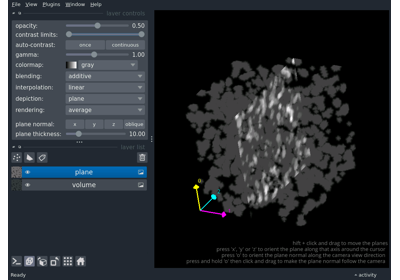 File View Plugins Window Help
layer controls
opacity: 0.50
contrast limits:
auto-contrast: once continuous
gamma: 1.00
colormap: gray
blending: additive
interpolation: linear
depiction: plane
rendering: average
plane normal: x y z oblique
plane thickness: 10.00
layer list
plane
volume
shift + click and drag to move the planes
press 'x', 'y' or 'z' to orient the plane along that axis around the cursor
press 'o' to orient the plane normal along the camera view direction
press and hold 'o' then click and drag to make the plane normal follow the camera
Ready
activity